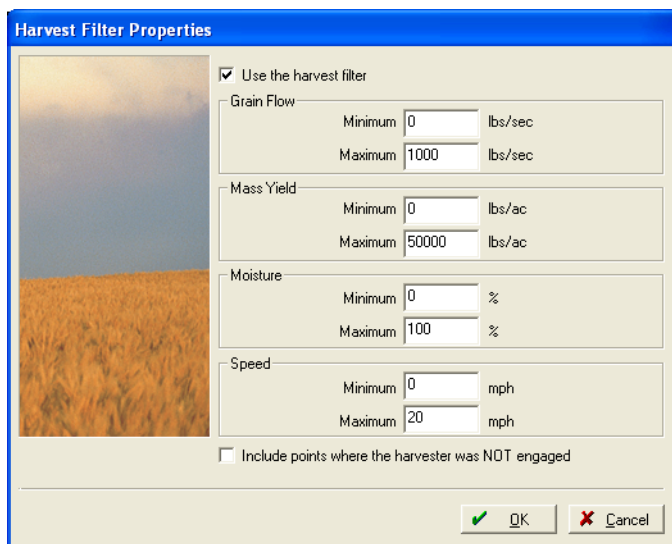 Harvest Filter Properties
Use the harvest filter
Grain Flow
Minimum 0 lbs/sec
Maximum 1000 lbs/sec
Mass Yield
Minimum 0 lbs/ac
Maximum 50000 lbs/ac
Moisture
Minimum 0 %
Maximum 100 %
Speed
Minimum 0 mph
Maximum 20 mph
Include points where the harvester was NOT engaged
OK Cancel